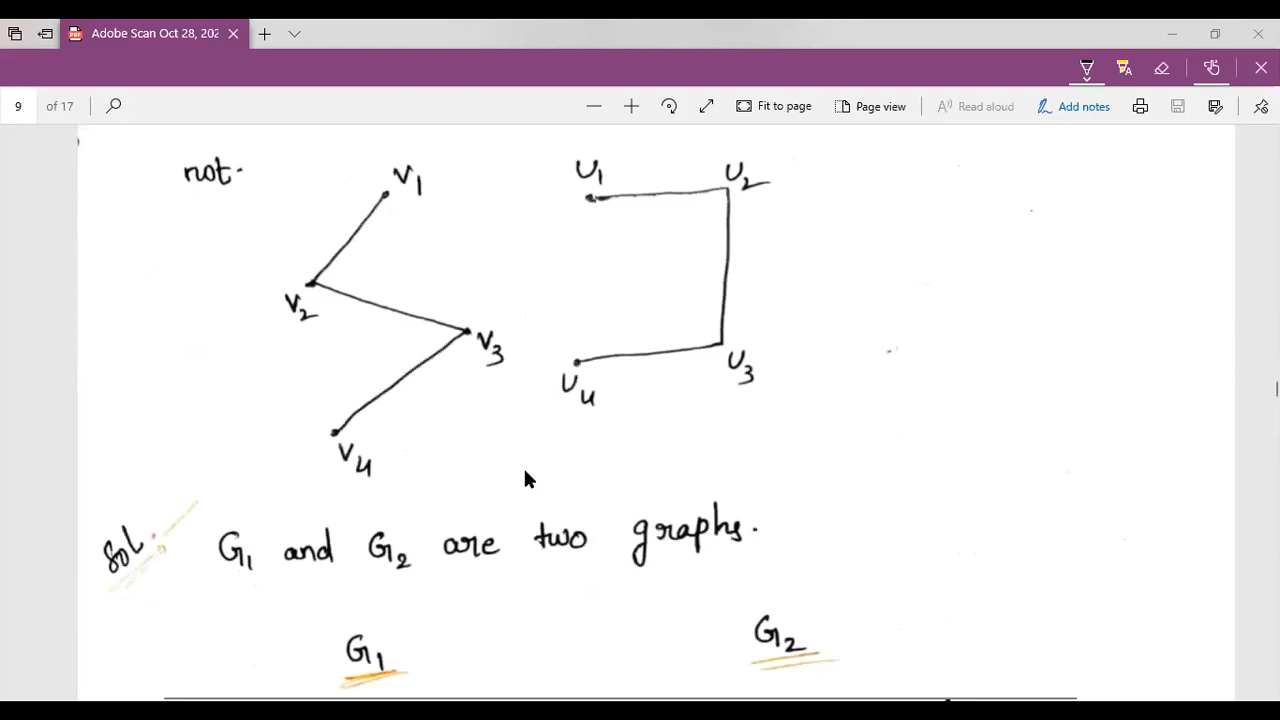 Adobe Scan Oct 28, 202
9 of 17
Fit to page
Page view
Read aloud
Add notes
not.
V1
U1
U2
V2
V3
U3
U4
V4
Sol:
G1 and G2 are two graphs.
G1
G2